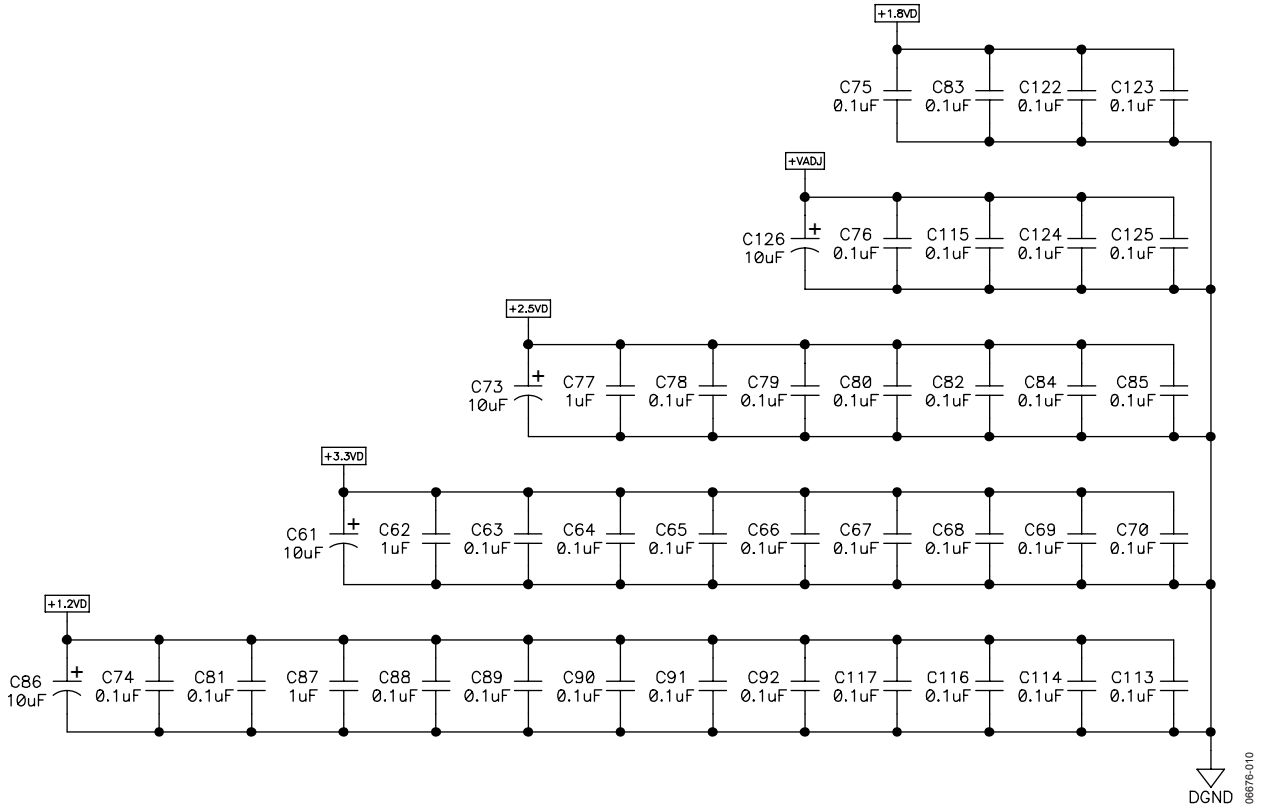 +1.8VD
C75 C83 C122 C123
0.1uF 0.1uF 0.1uF 0.1uF
+VADJ
C126 C76 C115 C124 C125
10uF 0.1uF 0.1uF 0.1uF 0.1uF
+2.5VD
C73 C77 C78 C79 C80 C82 C84 C85
10uF 1uF 0.1uF 0.1uF 0.1uF 0.1uF 0.1uF 0.1uF
+3.3VD
C61 C62 C63 C64 C65 C66 C67 C68 C69 C70
10uF 1uF 0.1uF 0.1uF 0.1uF 0.1uF 0.1uF 0.1uF 0.1uF 0.1uF
+1.2VD
C86 C74 C81 C87 C88 C89 C90 C91 C92 C117 C116 C114 C113
10uF 0.1uF 0.1uF 1uF 0.1uF 0.1uF 0.1uF 0.1uF 0.1uF 0.1uF 0.1uF 0.1uF 0.1uF
DGND
06676-010